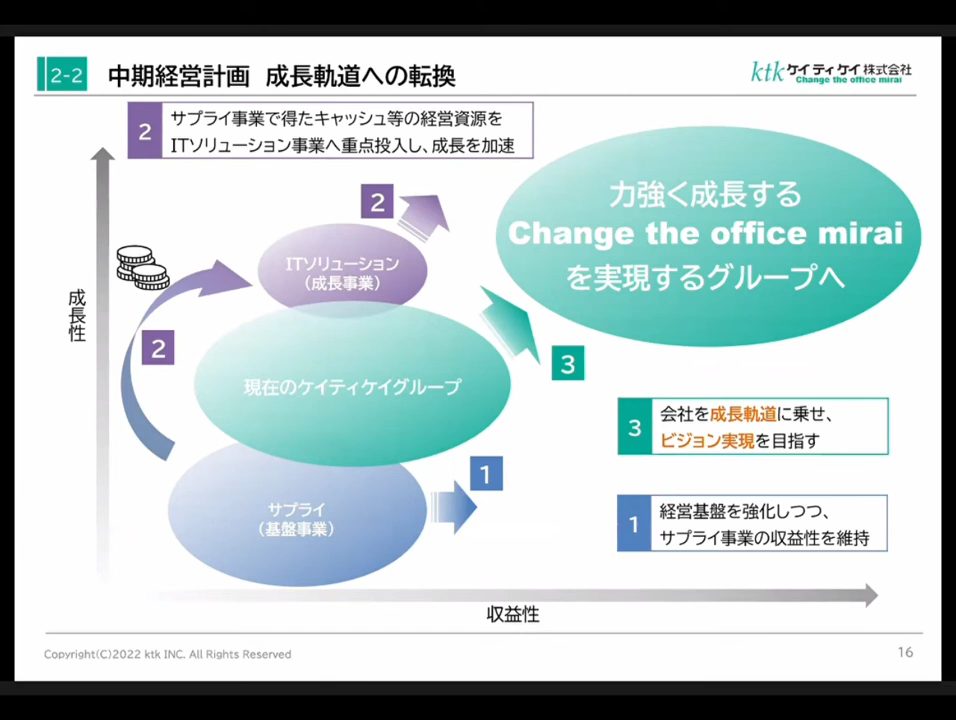 2-2 中期経営計画 成長軌道への転換
ktk ケイティケイ株式会社
Change the office mirai
2
サプライ事業で得たキャッシュ等の経営資源を
ITソリューション事業へ重点投入し、成長を加速
力強く成長する
Change the office mirai
を実現するグループへ
2
ITソリューション
（成長事業）
成長性
2
3
現在のケイティケイグループ
3
会社を成長軌道に乗せ、
ビジョン実現を目指す
1
サプライ
（基盤事業）
1
経営基盤を強化しつつ、
サプライ事業の収益性を維持
収益性
Copyright(C)2022 ktk INC. All Rights Reserved
16